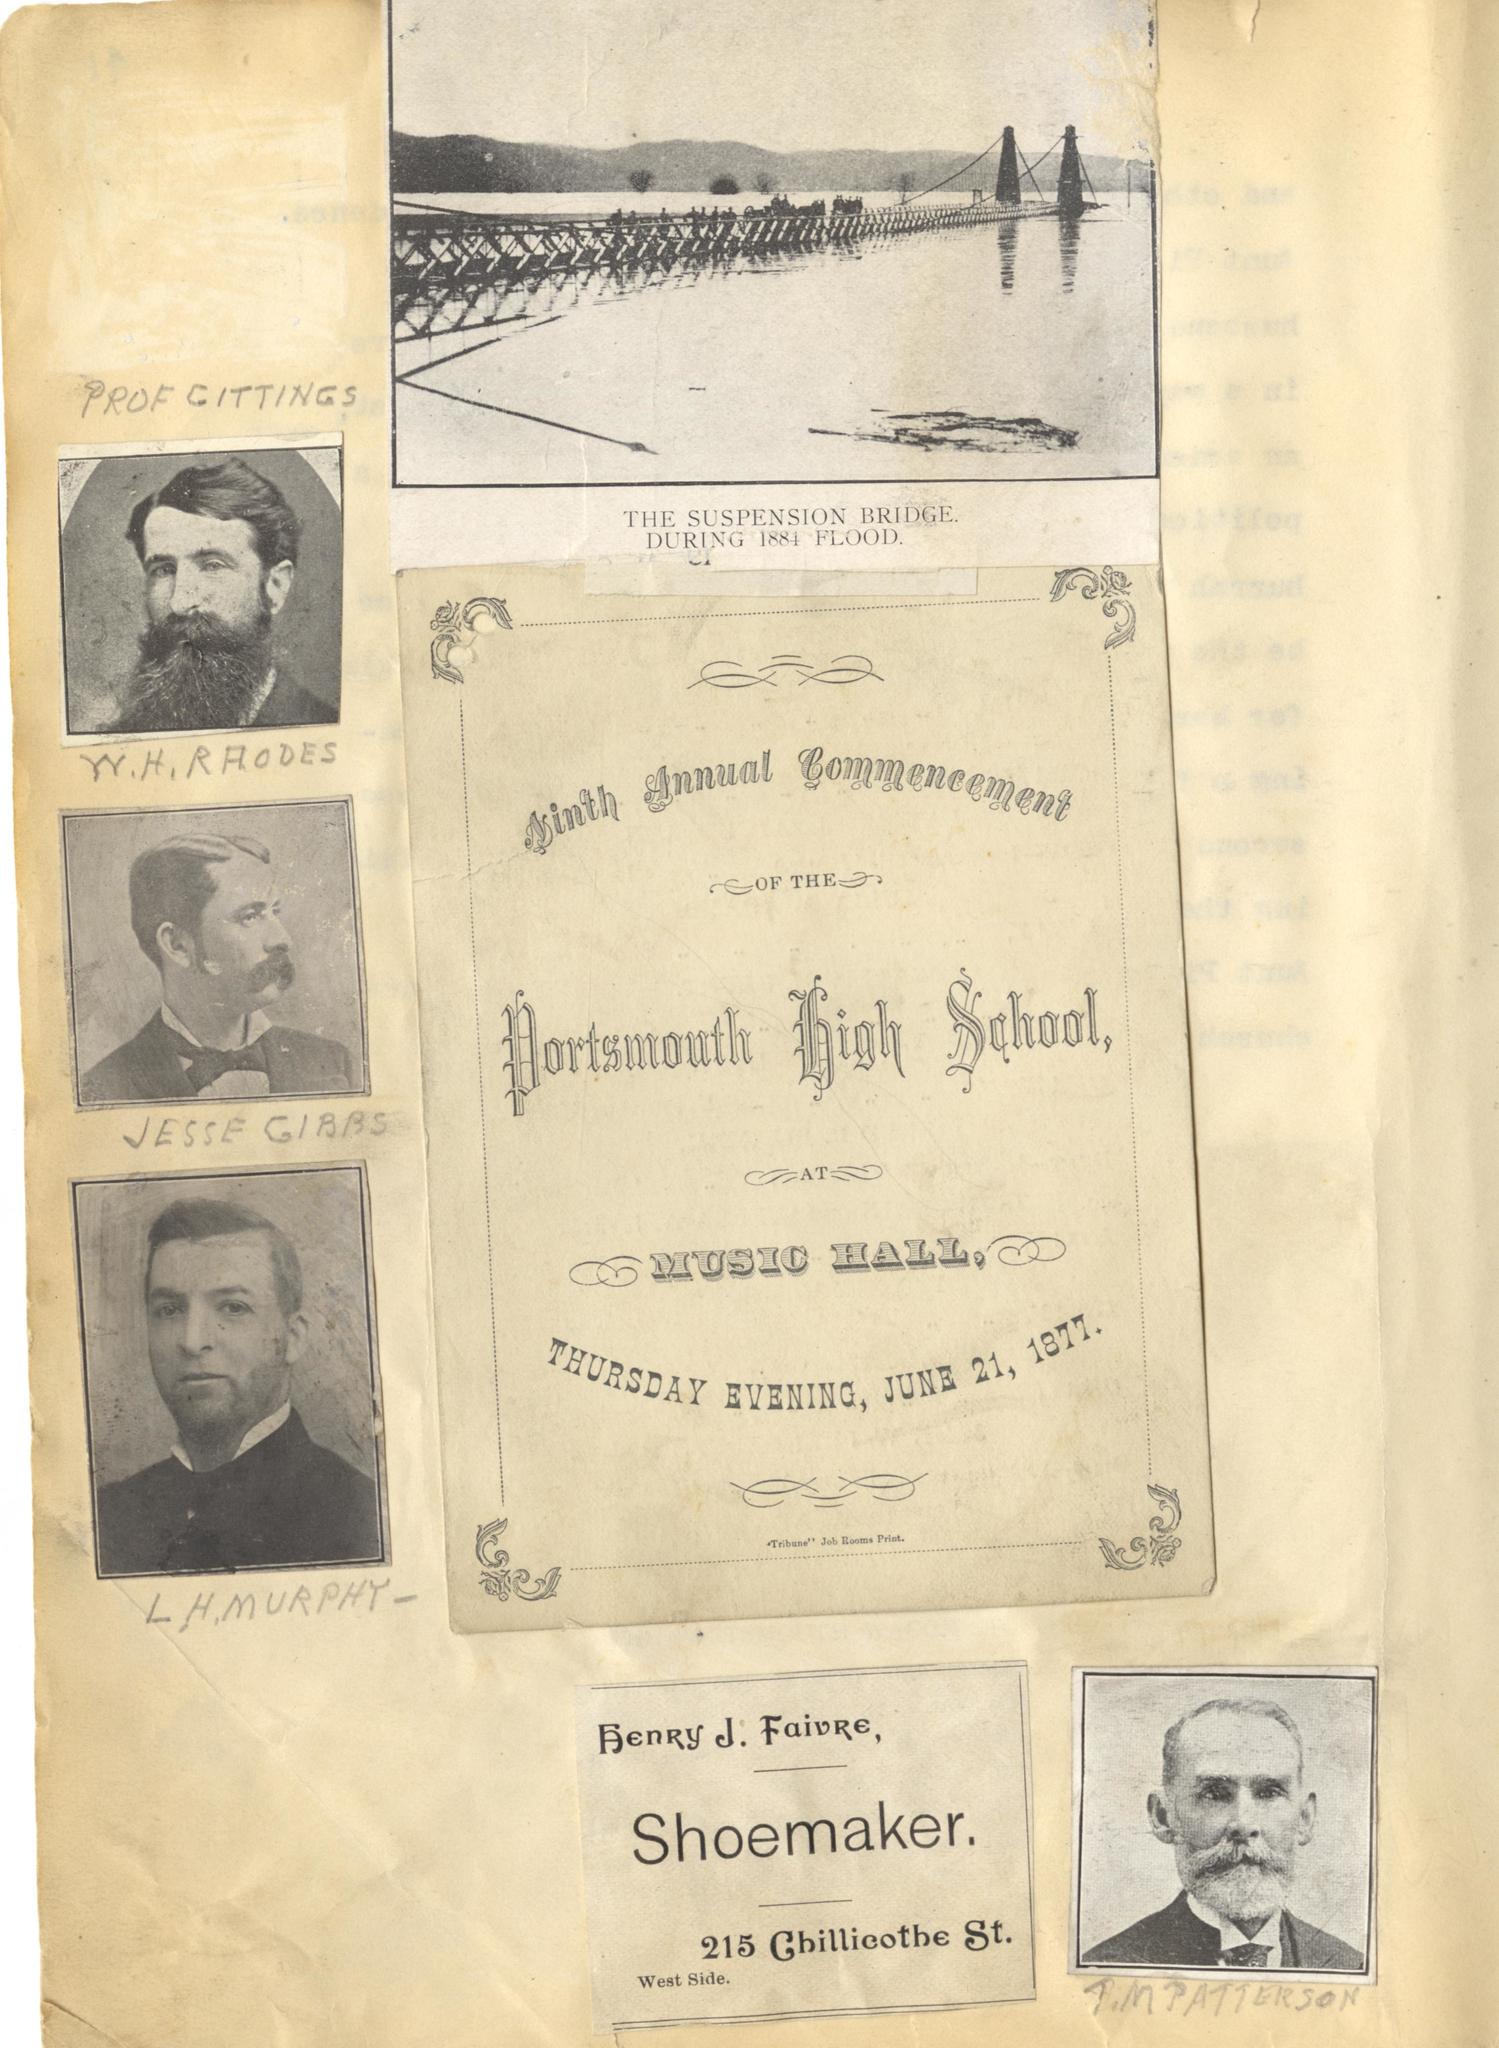 THE SUSPENSION BRIDGE.
DURING 1884 FLOOD.
PROF GITTINGS
W.H. RHODES
JESSE GIBBS
L H. MURPHY-
Ninth Annual Commencement
OF THE
Portsmouth High School,
AT
MUSIC HALL,
THURSDAY EVENING, JUNE 21, 1877.
"Tribune" Job Rooms Print.
Henry J. Faivre,
Shoemaker.
215 Chillicothe St.
West Side.
P.M PATTERSON